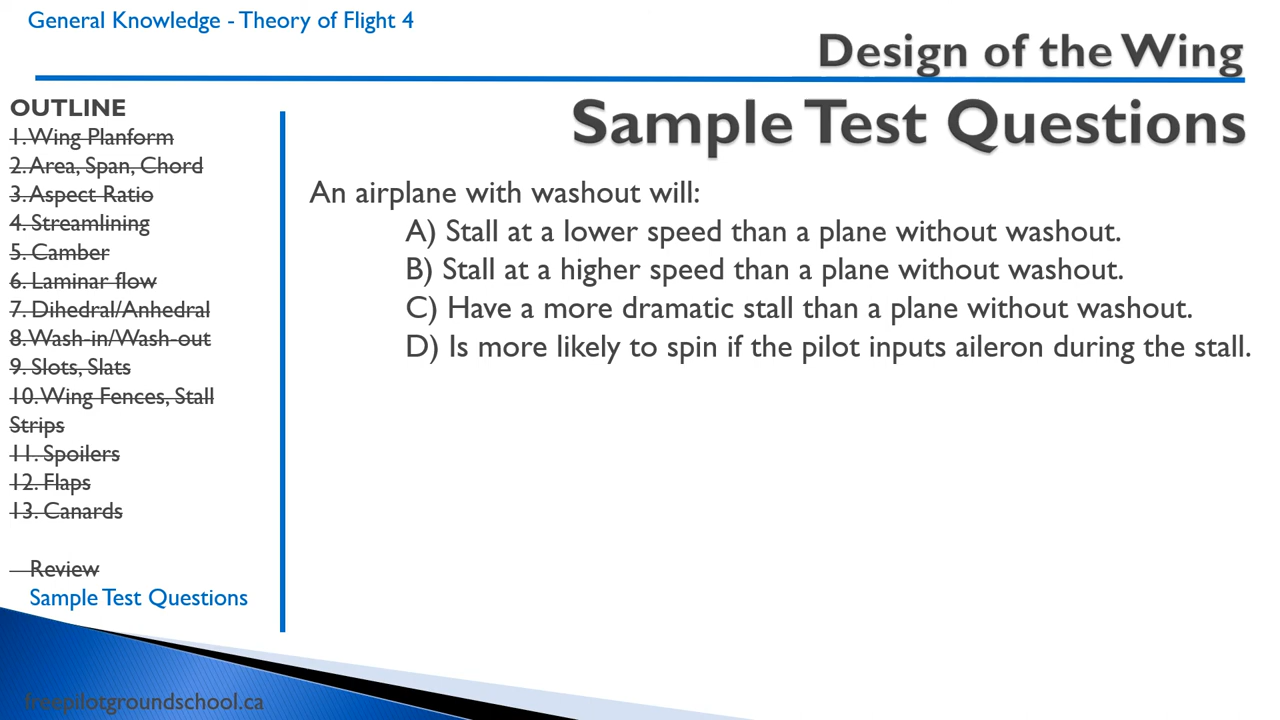 General Knowledge - Theory of Flight 4
Design of the Wing
Sample Test Questions
OUTLINE
1. Wing Planform
2. Area, Span, Chord
3. Aspect Ratio
4. Streamlining
5. Camber
6. Laminar flow
7. Dihedral/Anhedral
8. Wash-in/Wash-out
9. Slots, Slats
10. Wing Fences, Stall
Strips
11. Spoilers
12. Flaps
13. Canards
Review
Sample Test Questions
An airplane with washout will:
A) Stall at a lower speed than a plane without washout.
B) Stall at a higher speed than a plane without washout.
C) Have a more dramatic stall than a plane without washout.
D) Is more likely to spin if the pilot inputs aileron during the stall.
freepilotgroundschool.ca